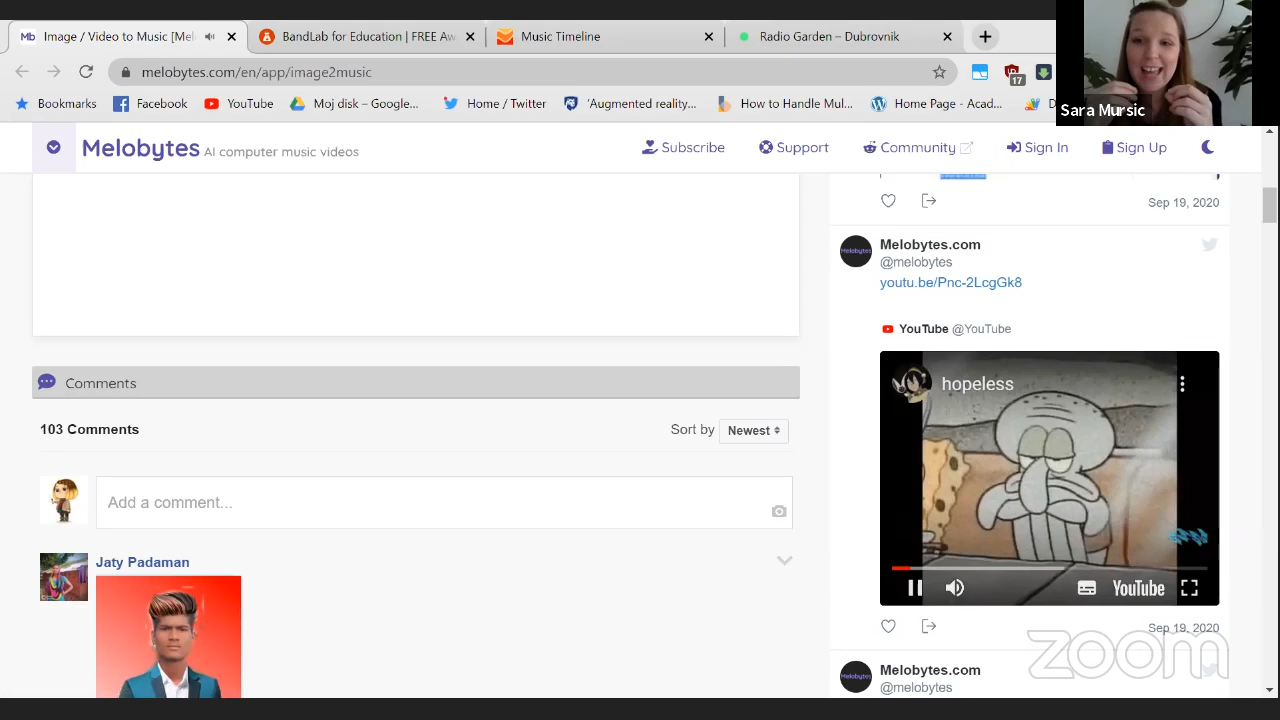 Mb Image / Video to Music [Mel
BandLab for Education | FREE Aw
Music Timeline
Radio Garden – Dubrovnik
melobytes.com/en/app/image2music
17
Bookmarks
Facebook
YouTube
Moj disk – Google...
Home / Twitter
'Augmented reality...
How to Handle Mul...
Home Page - Acad...
Sara Mursic
Melobytes AI computer music videos
Subscribe
Support
Community
Sign In
Sign Up
Sep 19, 2020
Melobytes.com
@melobytes
youtu.be/Pnc-2LcgGk8
YouTube @YouTube
hopeless
YouTube
Sep 19, 2020
Comments
103 Comments
Sort by Newest
Add a comment...
Jaty Padaman
Melobytes.com
@melobytes
zoom